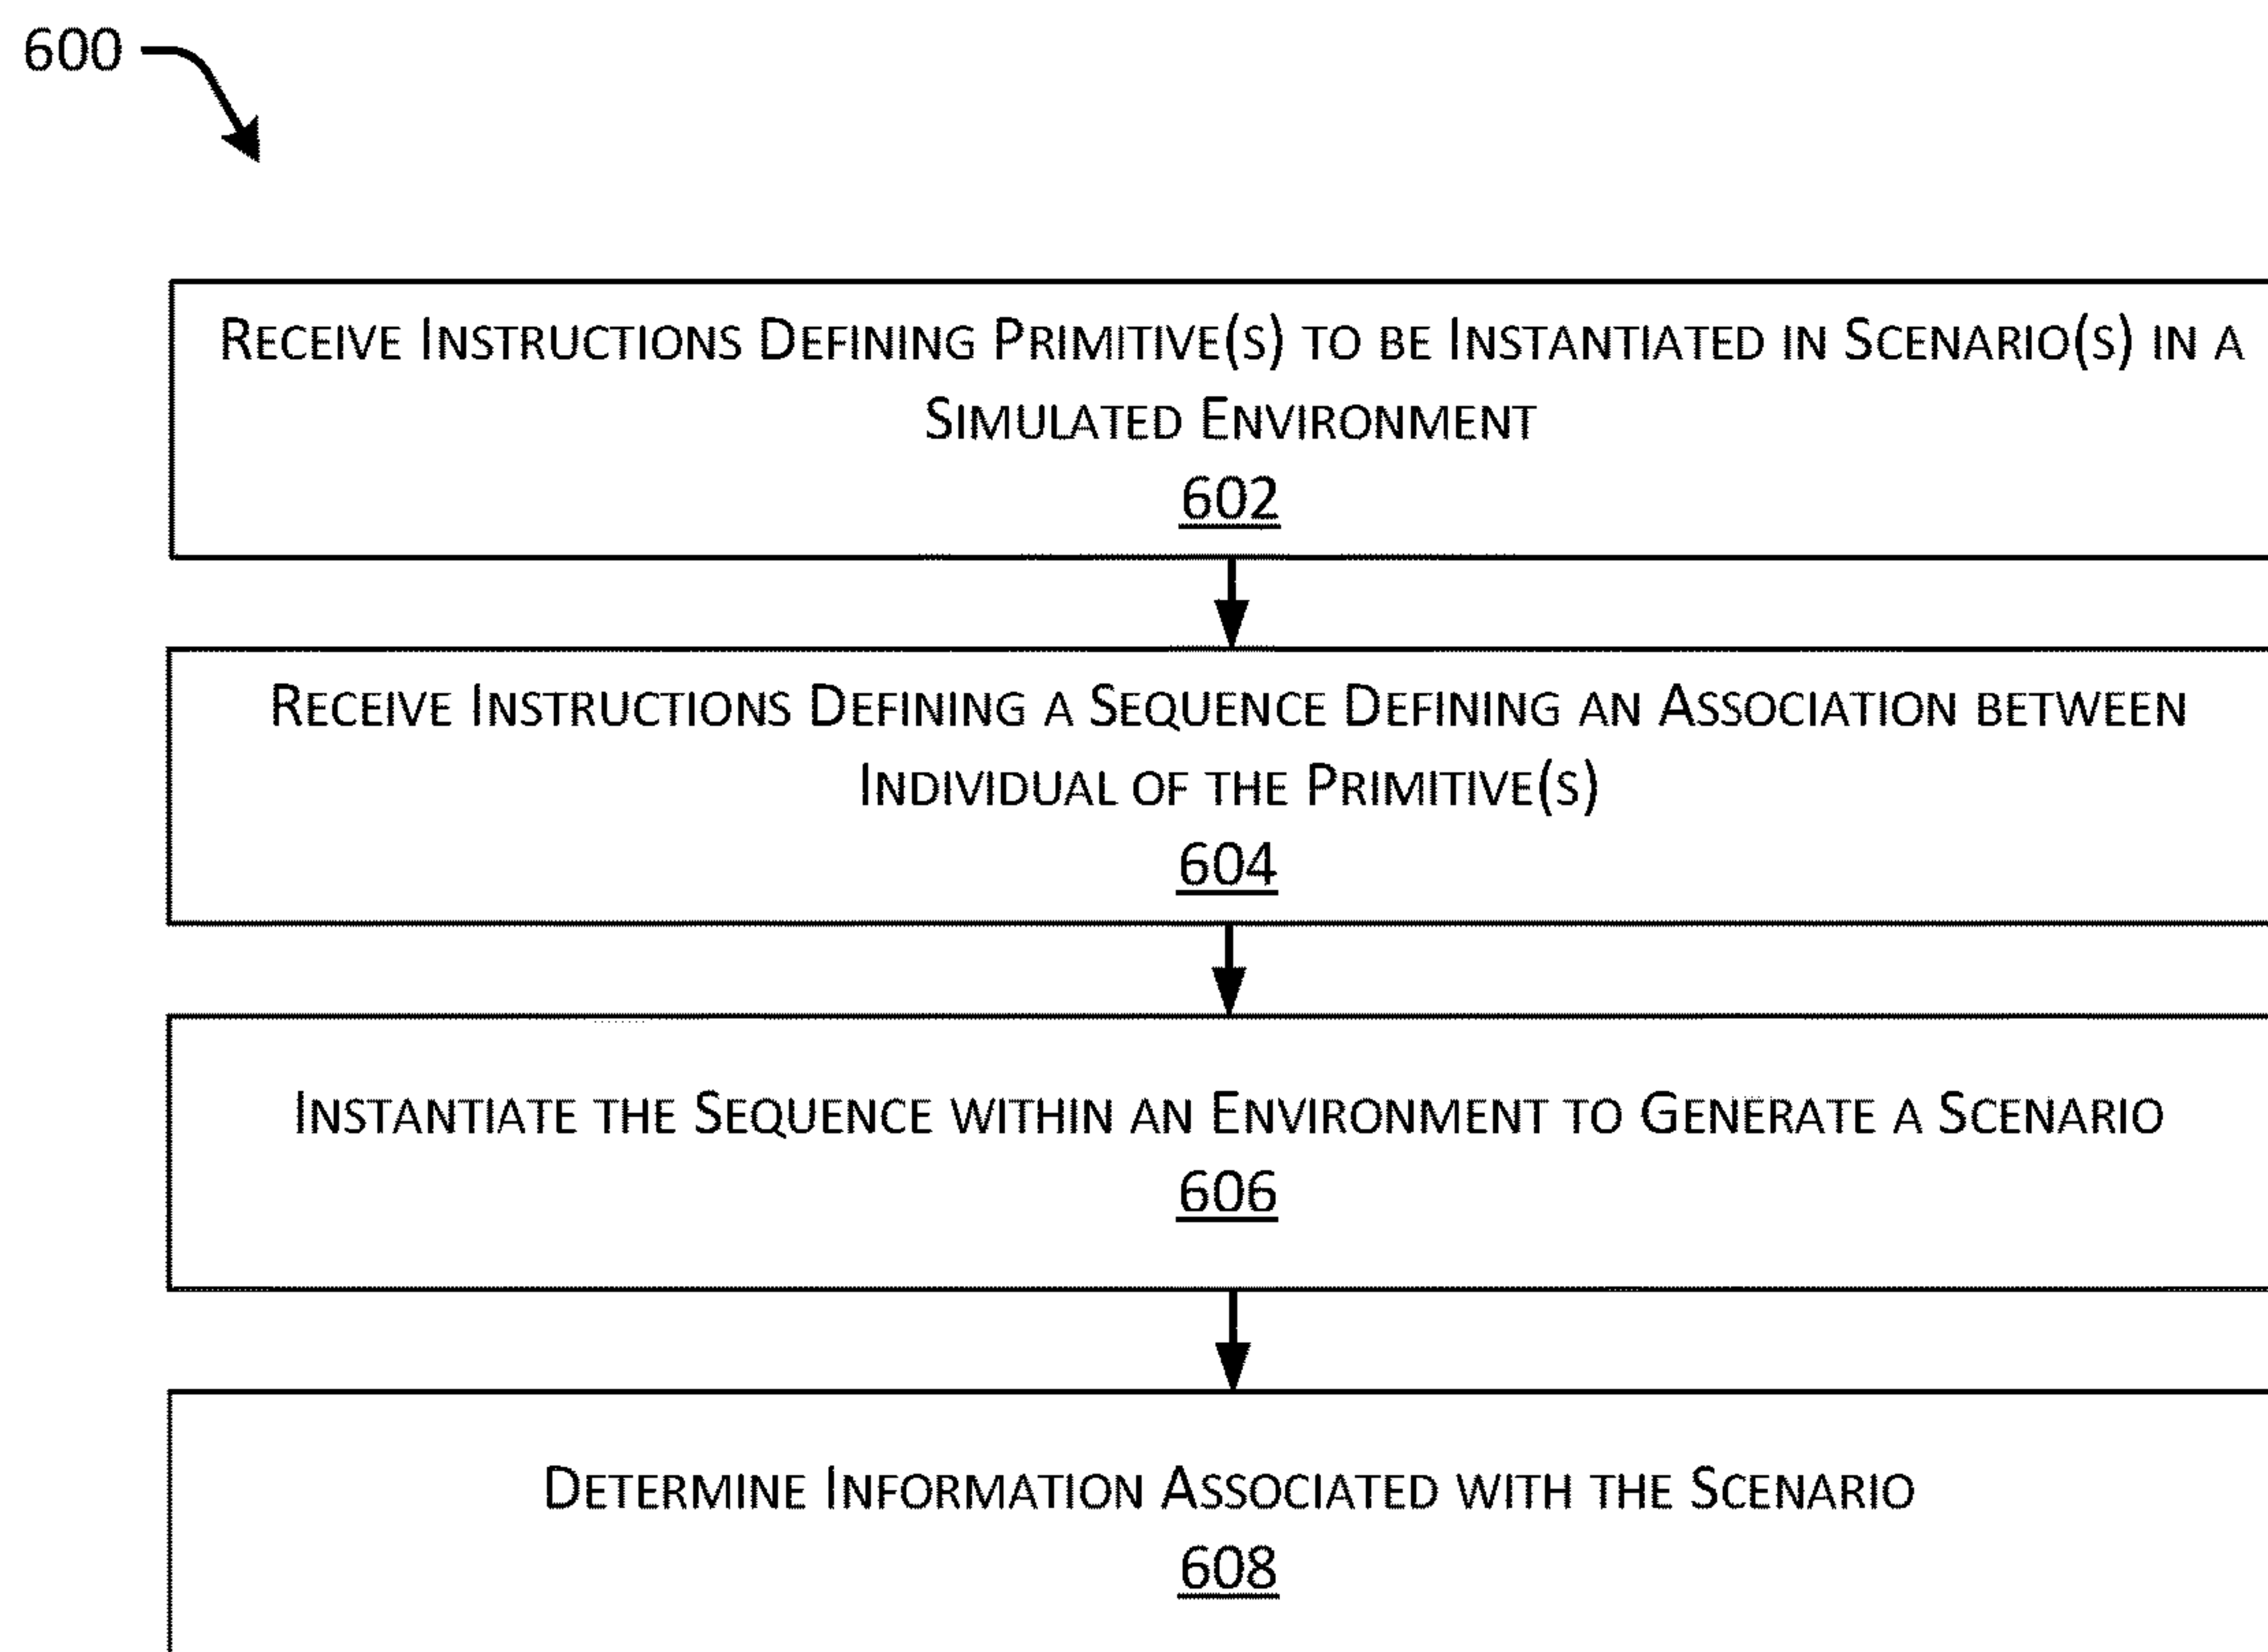 600
Receive Instructions Defining Primitive(s) to be Instantiated in Scenario(s) in a
Simulated Environment
602
Receive Instructions Defining a Sequence Defining an Association between
Individual of the Primitive(s)
604
Instantiate the Sequence within an Environment to Generate a Scenario
606
Determine Information Associated with the Scenario
608